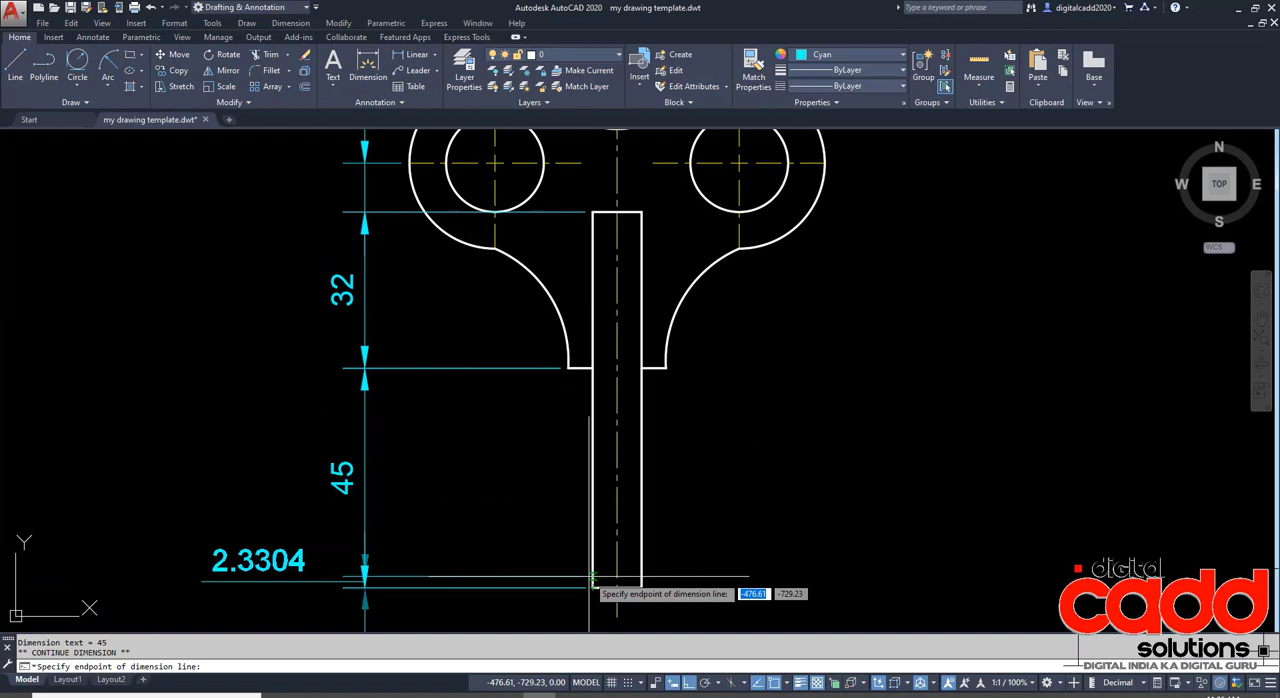 Autodesk AutoCAD 2020 my drawing template.dwt
Drafting & Annotation
Type a keyword or phrase
digitalcadd2020
File Edit View Insert Format Tools Draw Dimension Modify Parametric Express Window Help
Home Insert Annotate Parametric View Manage Output Add-ins Collaborate Featured Apps Express Tools
Line Polyline Circle Arc
Move Rotate Trim
Copy Mirror Fillet
Stretch Scale Array
Text Dimension
Linear
Leader
Table
Layer Properties
0
Make Current
Match Layer
Insert
Create
Edit
Edit Attributes
Match Properties
Cyan
ByLayer
ByLayer
Group
Measure
Paste
Base
Draw Modify Annotation Layers Block Properties Groups Utilities Clipboard View
Start my drawing template.dwt*
N
W TOP E
S
WCS
32
45
2.3304
Y
X
Specify endpoint of dimension line: -476.61 -729.23
digital
cadd
solutions
DIGITAL INDIA KA DIGITAL GURU
Dimension text = 45
** CONTINUE DIMENSION **
Specify endpoint of dimension line:
Model Layout1 Layout2
-476.61, -729.23, 0.00 MODEL 1:1 / 100% Decimal